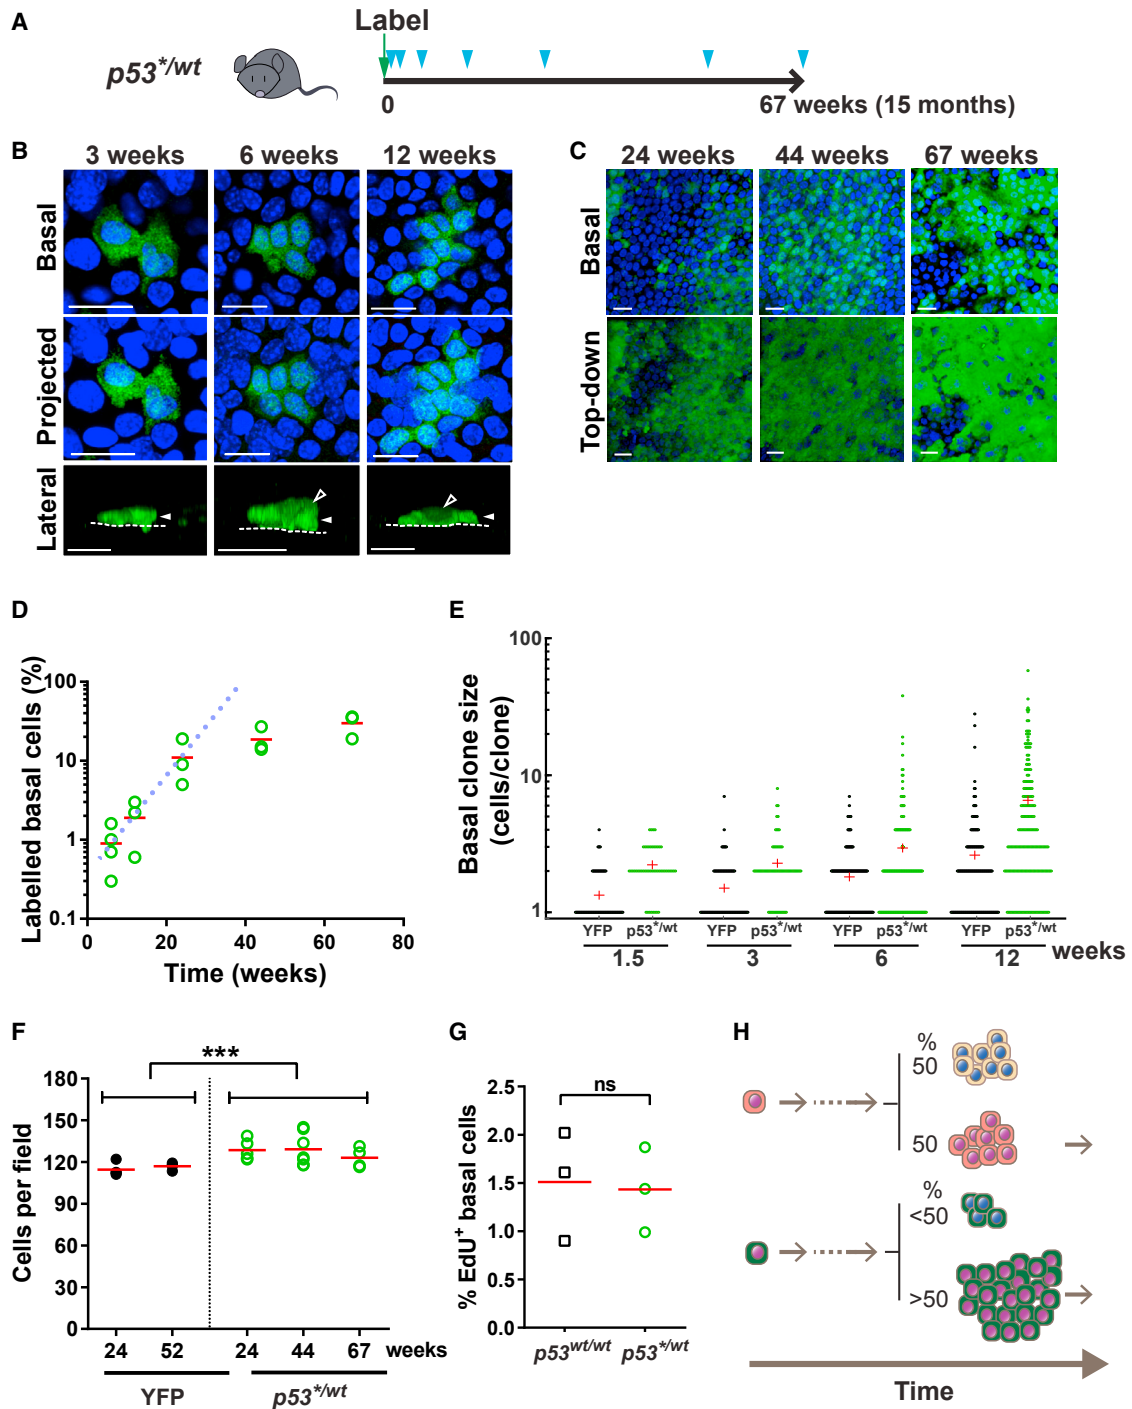 A
Label
p53*/wt
0
67 weeks (15 months)
B
3 weeks
6 weeks
12 weeks
Basal
Projected
Lateral
C
24 weeks
44 weeks
67 weeks
Basal
Top-down
D
Labelled basal cells (%)
100
10
1
0.1
0
20
40
60
80
Time (weeks)
E
Basal clone size
(cells/clone)
100
10
1
YFP
p53*/wt
YFP
p53*/wt
YFP
p53*/wt
YFP
p53*/wt
1.5
3
6
12
weeks
F
***
Cells per field
180
150
120
90
60
30
0
24
52
24
44
67
weeks
YFP
p53*/wt
G
ns
% EdU+ basal cells
2.5
2.0
1.5
1.0
0.5
0.0
p53wt/wt
p53*/wt
H
%
50
50
%
<50
>50
Time